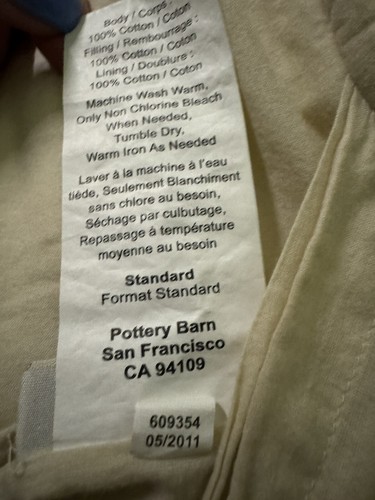 Body / Corps :
100% Cotton / Coton
Filling / Rembourrage :
100% Cotton / Coton
Lining / Doublure :
100% Cotton / Coton
Machine Wash Warm,
Only Non Chlorine Bleach
When Needed,
Tumble Dry,
Warm Iron As Needed
Laver à la machine à l'eau
tiéde, Seulement Blanchiment
sans chlore au besoin,
Séchage par culbutage,
Repassage à température
moyenne au besoin
Standard
Format Standard
Pottery Barn
San Francisco
CA 94109
609354
05/2011